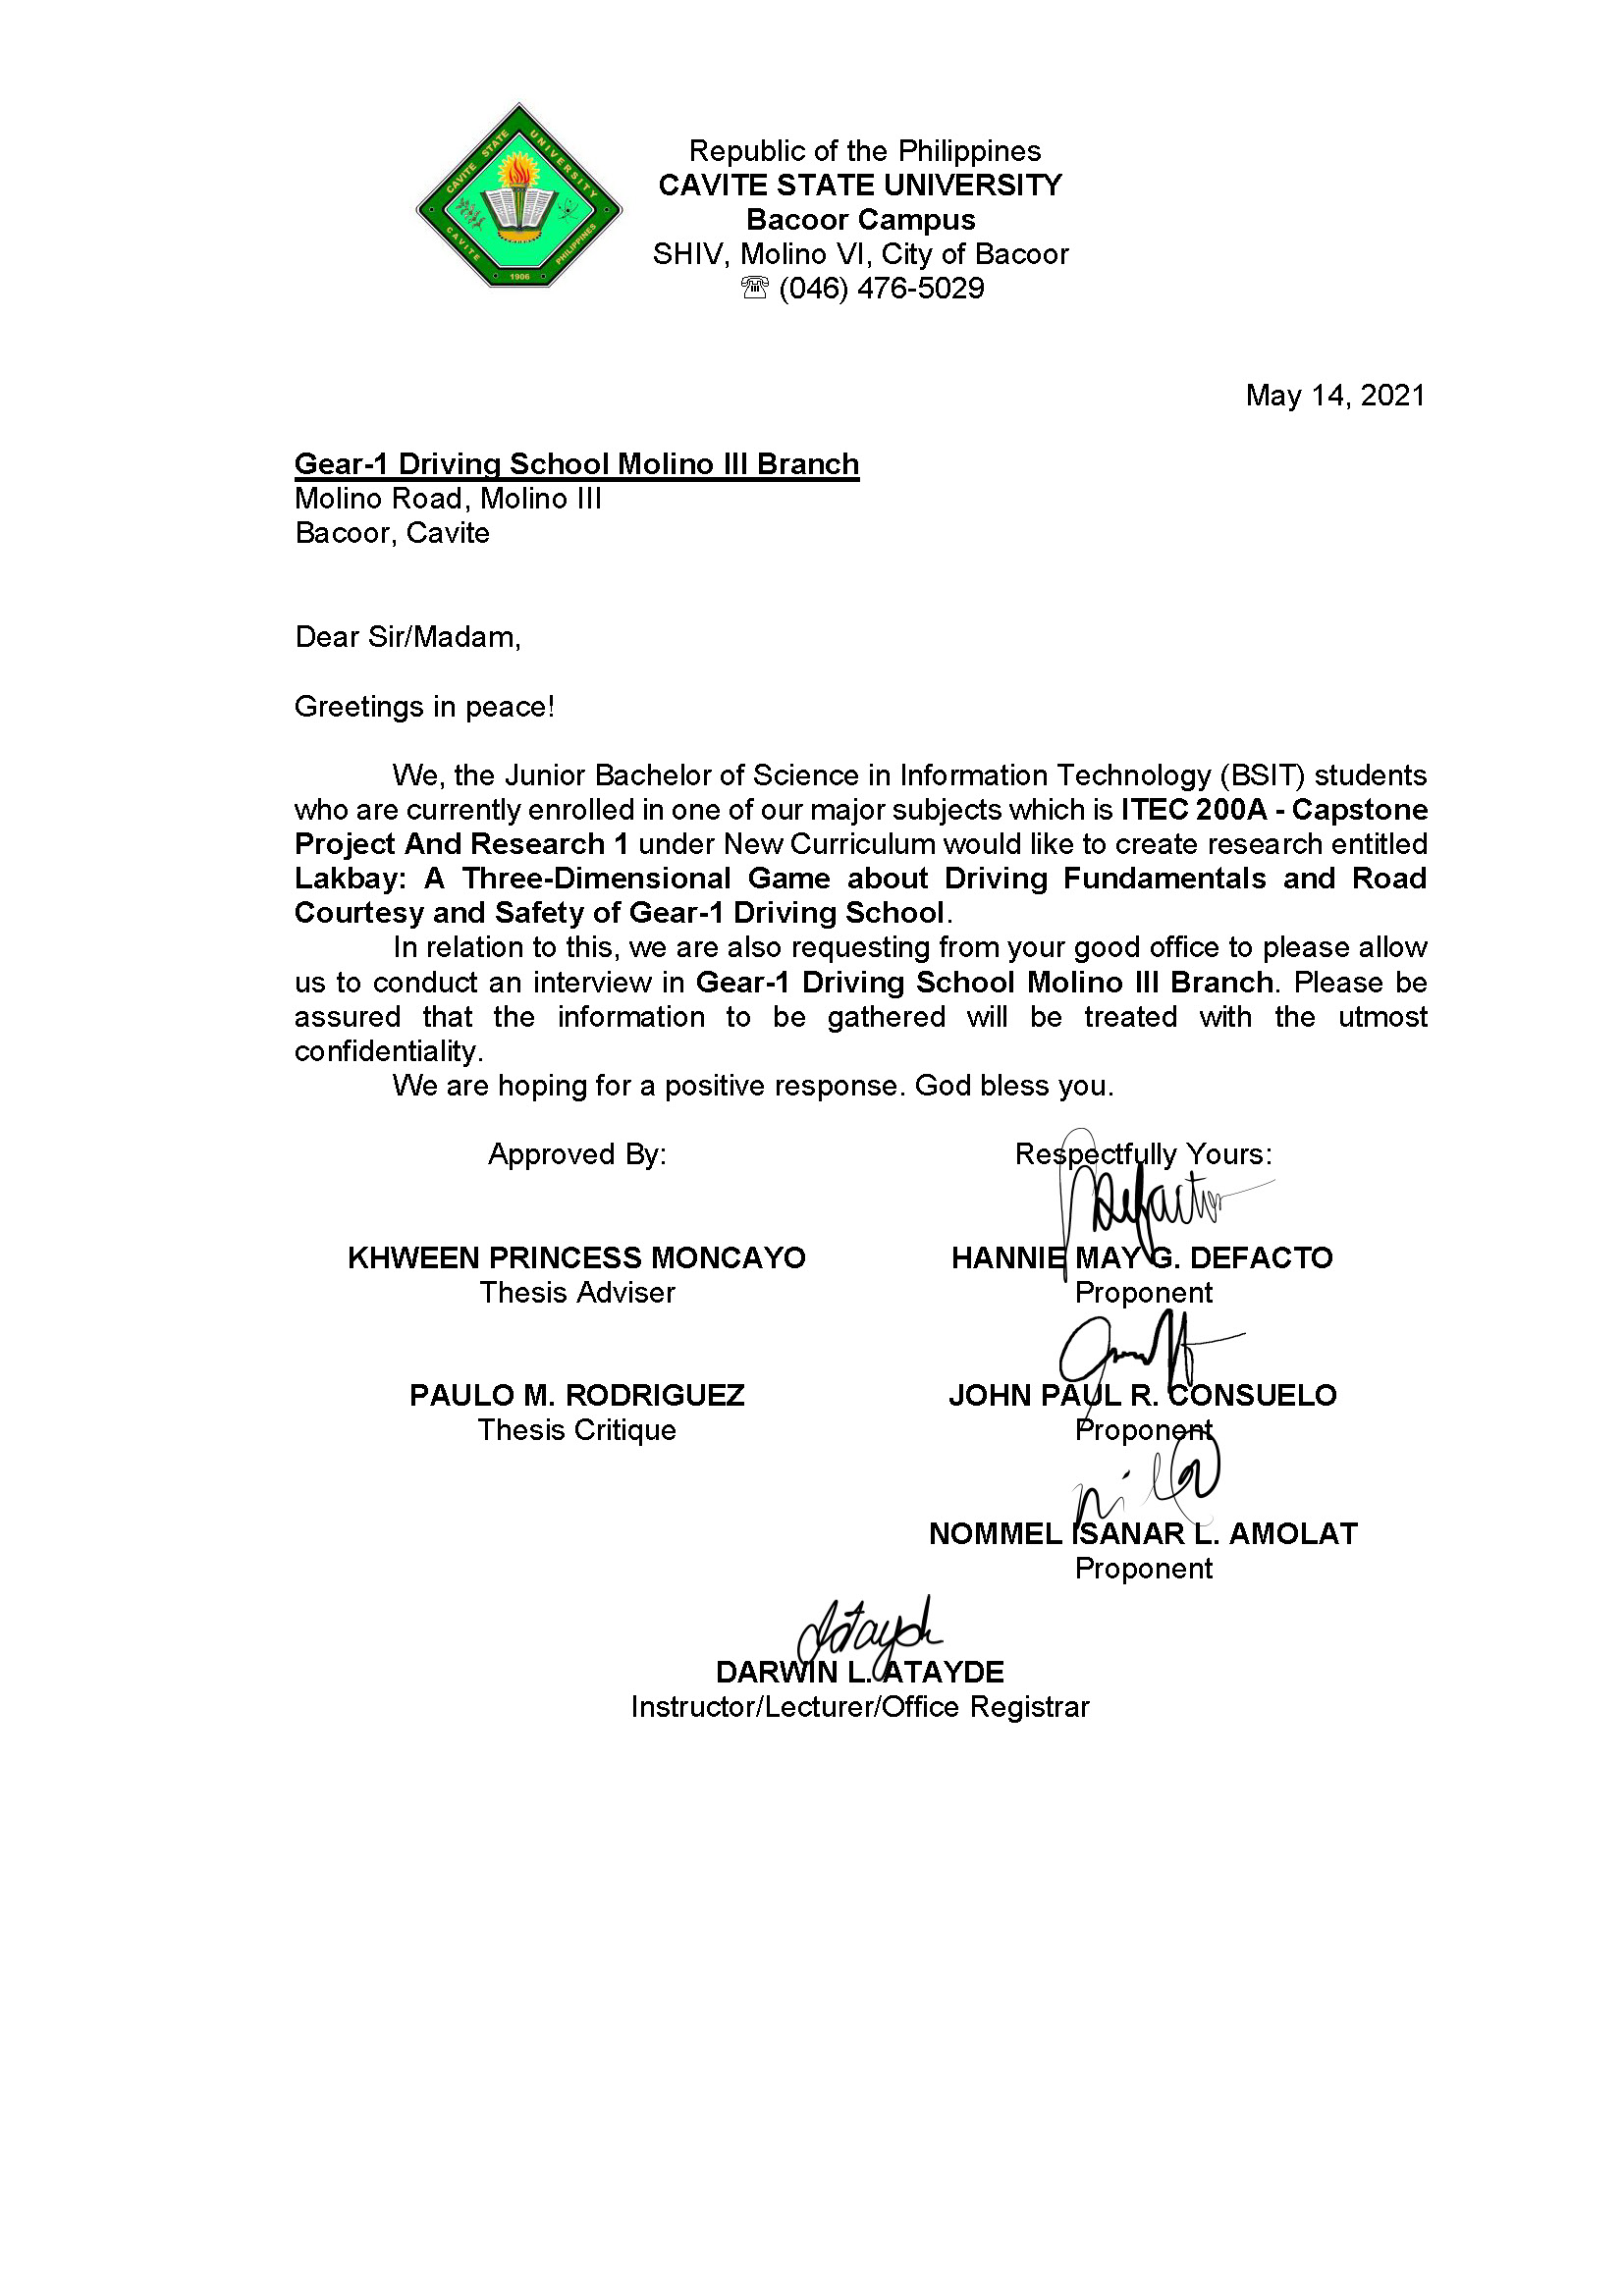 CAVITE STATE UNIVERSITY
CAVITE
PHILIPPINES
1906
Republic of the Philippines
CAVITE STATE UNIVERSITY
Bacoor Campus
SHIV, Molino VI, City of Bacoor
☏ (046) 476-5029
May 14, 2021
Gear-1 Driving School Molino III Branch
Molino Road, Molino III
Bacoor, Cavite
Dear Sir/Madam,
Greetings in peace!
We, the Junior Bachelor of Science in Information Technology (BSIT) students
who are currently enrolled in one of our major subjects which is ITEC 200A - Capstone
Project And Research 1 under New Curriculum would like to create research entitled
Lakbay: A Three-Dimensional Game about Driving Fundamentals and Road
Courtesy and Safety of Gear-1 Driving School.
In relation to this, we are also requesting from your good office to please allow
us to conduct an interview in Gear-1 Driving School Molino III Branch. Please be
assured that the information to be gathered will be treated with the utmost
confidentiality.
We are hoping for a positive response. God bless you.
Approved By: Respectfully Yours:
Defacto
KHWEEN PRINCESS MONCAYO HANNIE MAY G. DEFACTO
Thesis Adviser Proponent
PAULO M. RODRIGUEZ JOHN PAUL R. CONSUELO
Thesis Critique Proponent
NOMMEL ISANAR L. AMOLAT
Proponent
DARWIN L. ATAYDE
Instructor/Lecturer/Office Registrar